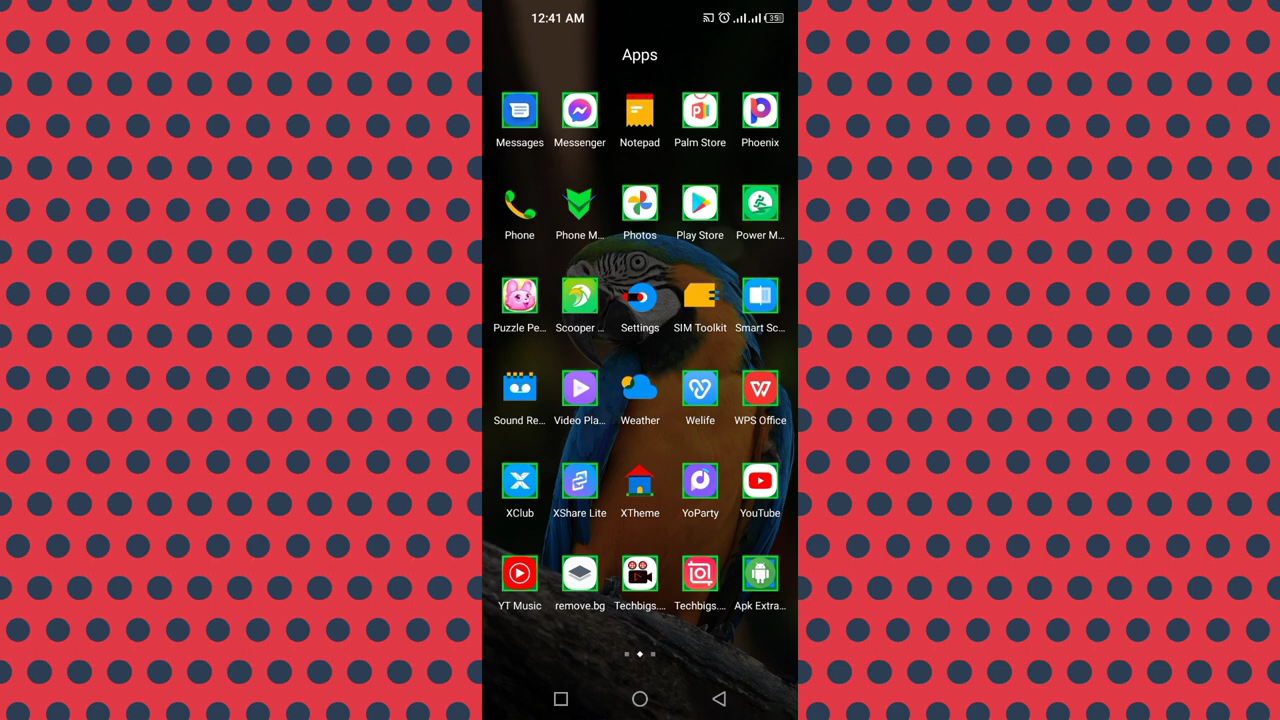 12:41 AM 35
Apps
Messages Messenger Notepad Palm Store Phoenix
Phone Phone M... Photos Play Store Power M...
Puzzle Pe... Scooper ... Settings SIM Toolkit Smart Sc...
Sound Re... Video Pla... Weather Welife WPS Office
XClub XShare Lite XTheme YoParty YouTube
YT Music remove.bg Techbigs.... Techbigs.... Apk Extra...